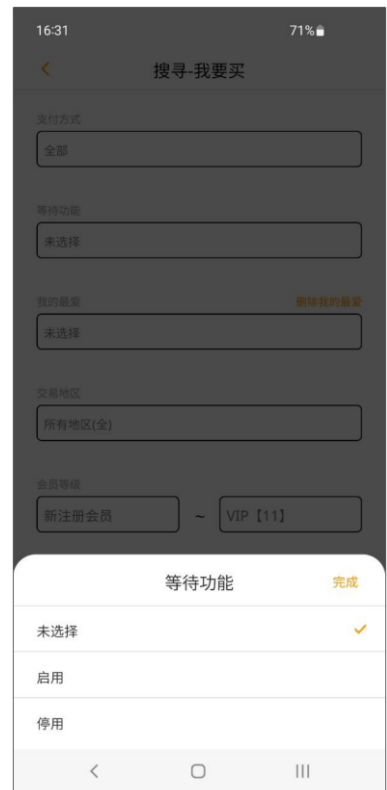 16:31 71%
搜寻-我要买
支付方式
全部
等待功能
未选择
我的最爱 删除我的最爱
未选择
交易地区
所有地区(全)
会员等级
新注册会员 ~ VIP【11】
等待功能 完成
未选择
启用
停用